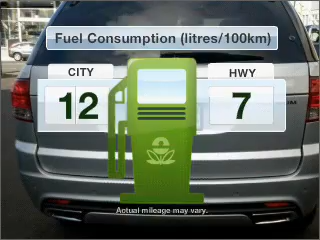 Fuel Consumption (litres/100km)
CITY
HWY
12
7
Actual mileage may vary.